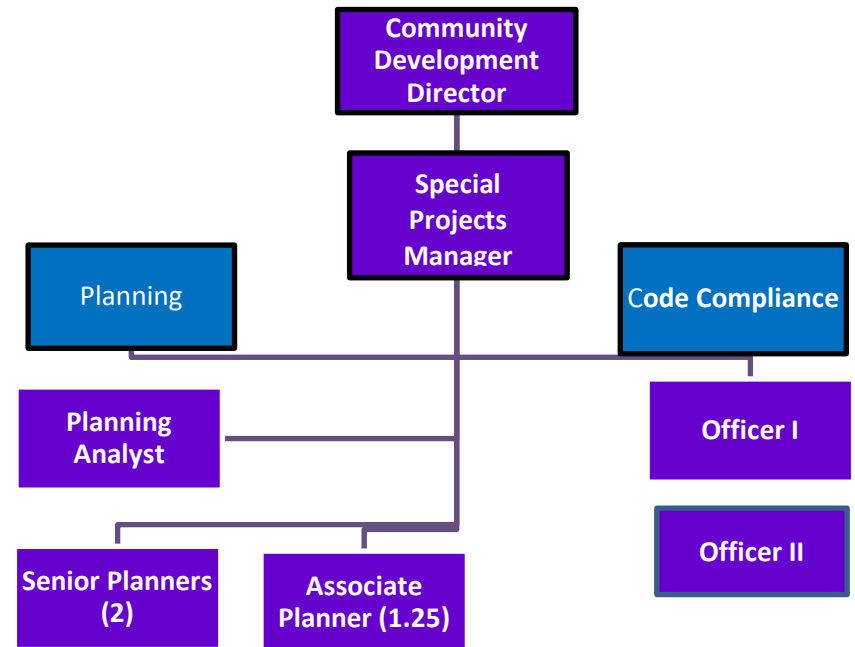 Community
Development
Director
Special
Projects
Manager
Planning
Code Compliance
Planning
Analyst
Officer I
Senior Planners
(2)
Associate
Planner (1.25)
Officer II